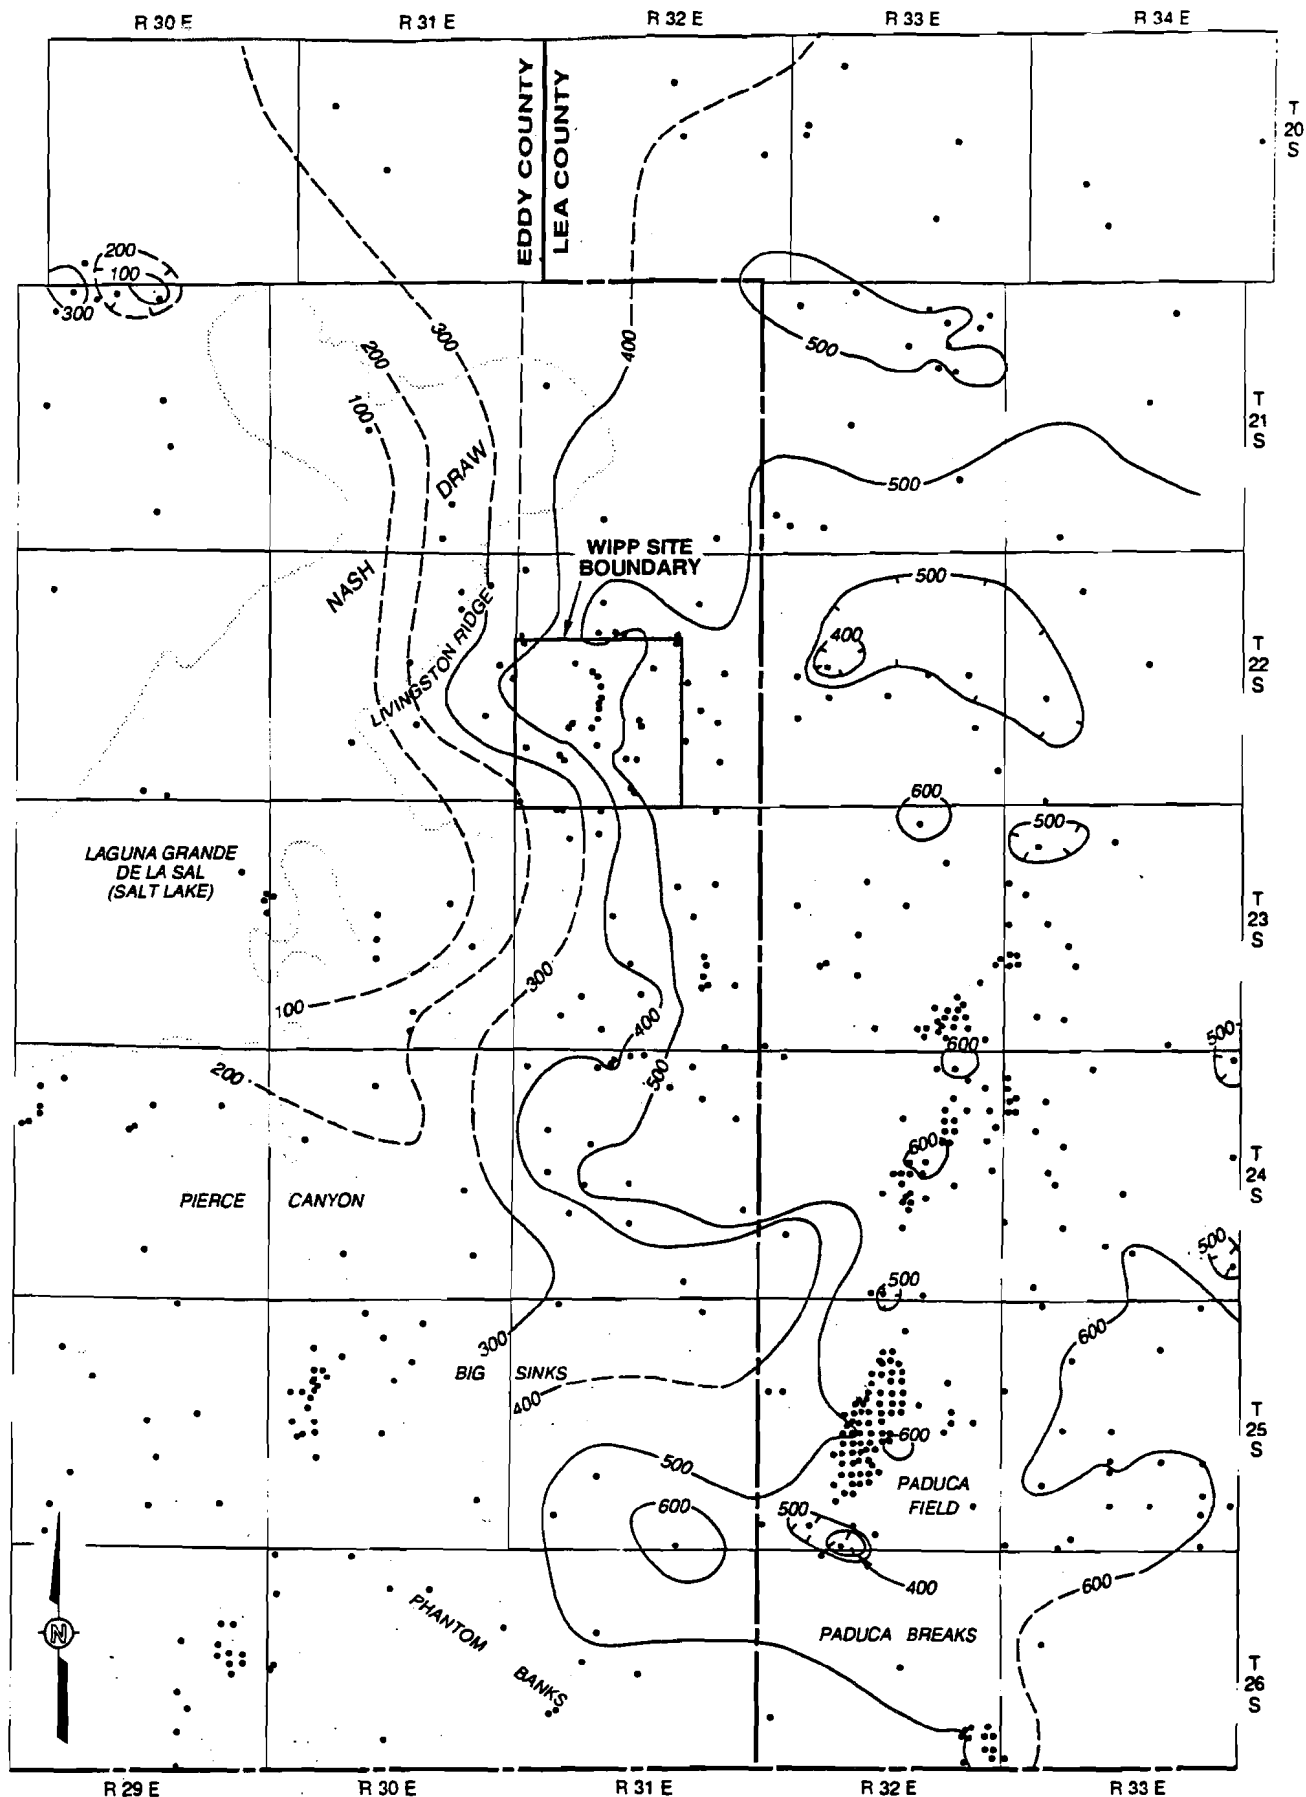 R 30 E
R 31 E
R 32 E
R 33 E
R 34 E
EDDY COUNTY
LEA COUNTY
T
20
S
200
100
300
300
200
100
400
500
500
T
21
S
NASH
DRAW
LIVINGSTON RIDGE
WIPP SITE
BOUNDARY
500
400
T
22
S
600
500
LAGUNA GRANDE
DE LA SAL
(SALT LAKE)
T
23
S
100
300
400
500
600
500
200
600
T
24
S
PIERCE
CANYON
500
500
300
BIG
SINKS
400
600
T
25
S
600
500
600
PADUCA
FIELD
500
400
600
PHANTOM
BANKS
PADUCA BREAKS
T
26
S
N
R 29 E
R 30 E
R 31 E
R 32 E
R 33 E